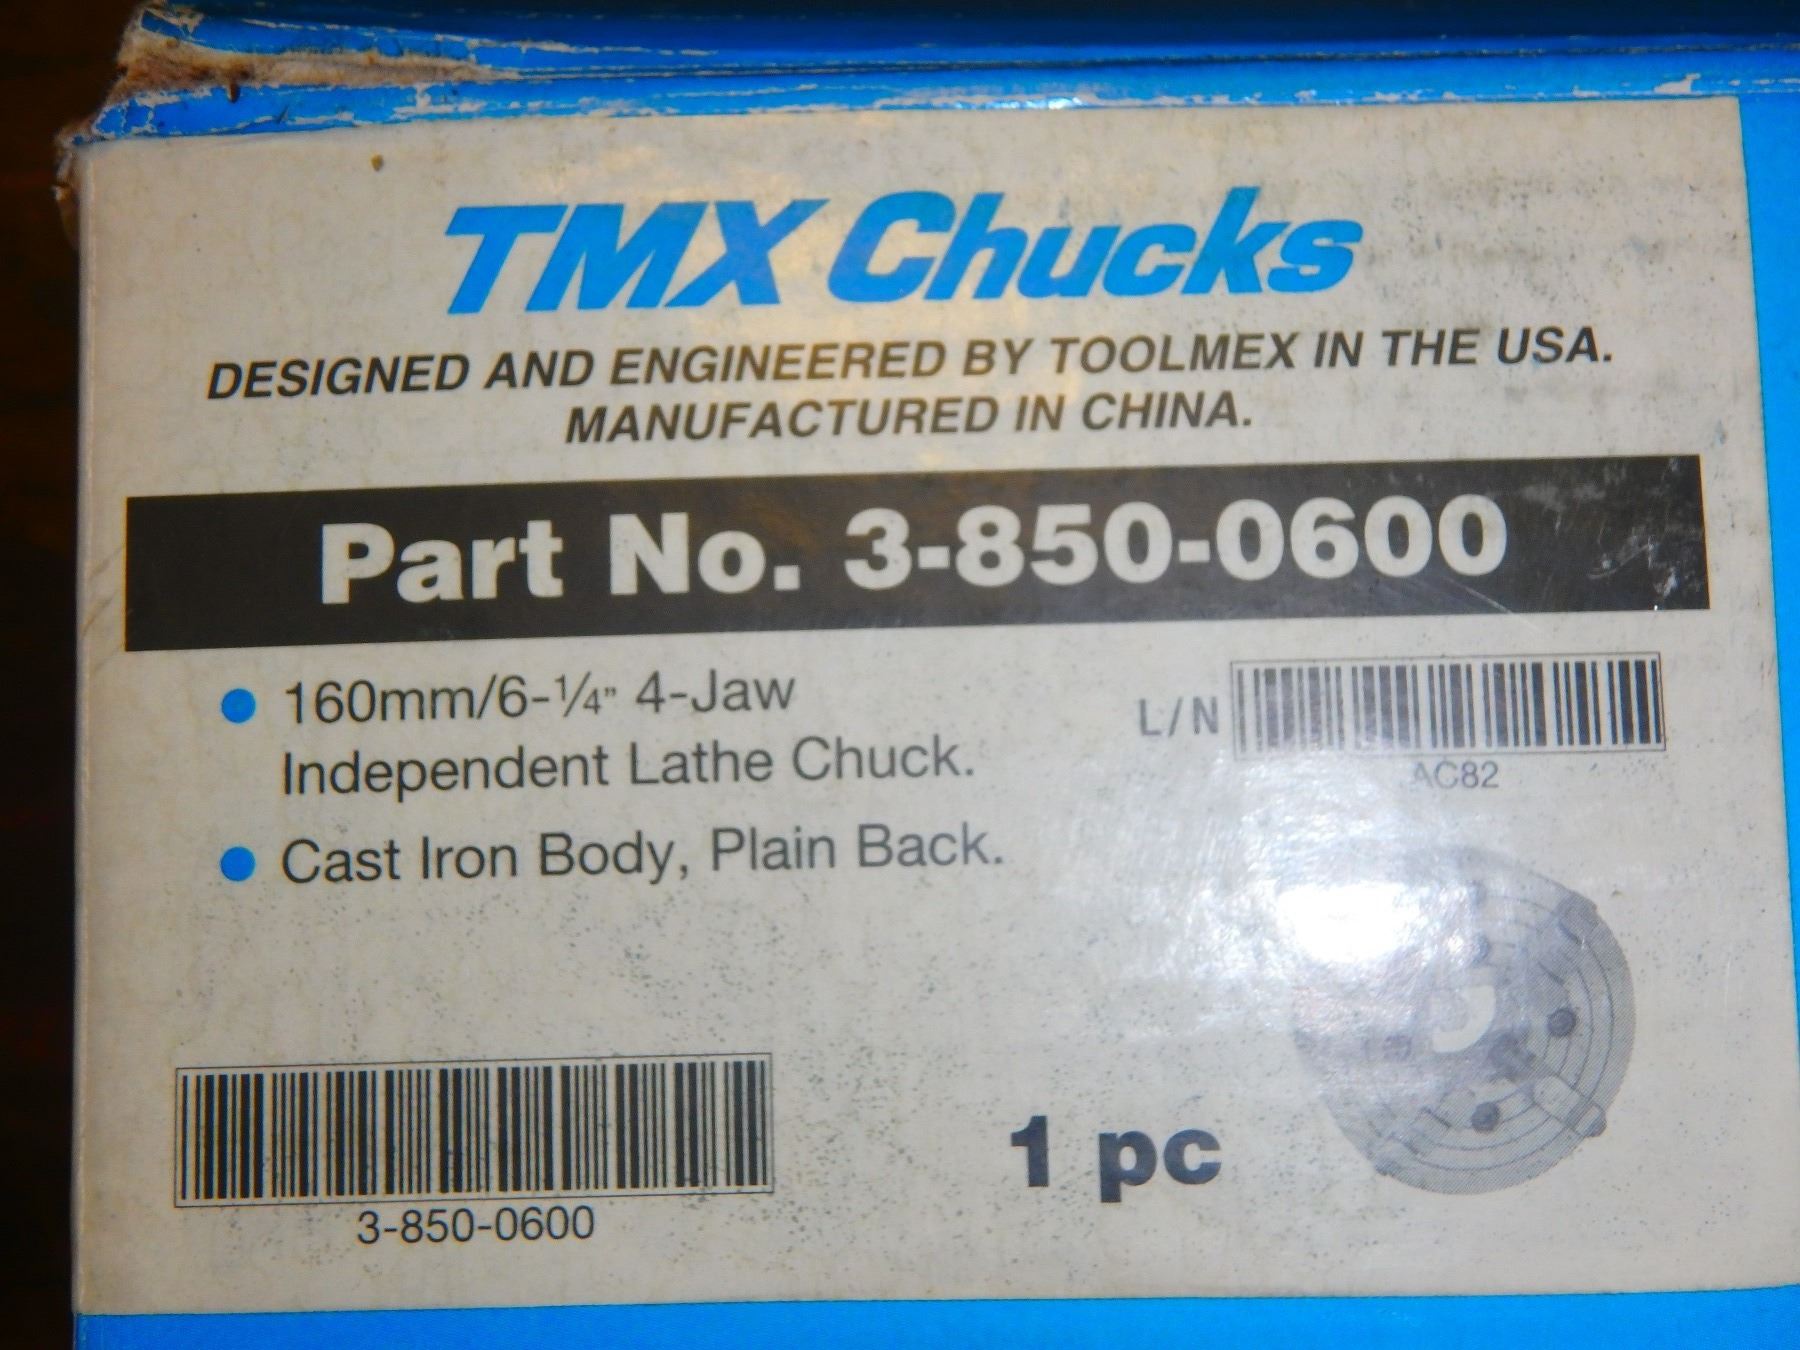 TMX Chucks
DESIGNED AND ENGINEERED BY TOOLMEX IN THE USA.
MANUFACTURED IN CHINA.
Part No. 3-850-0600
● 160mm/6-¼" 4-Jaw
Independent Lathe Chuck.
● Cast Iron Body, Plain Back.
L/N
AC82
3-850-0600
1 pc